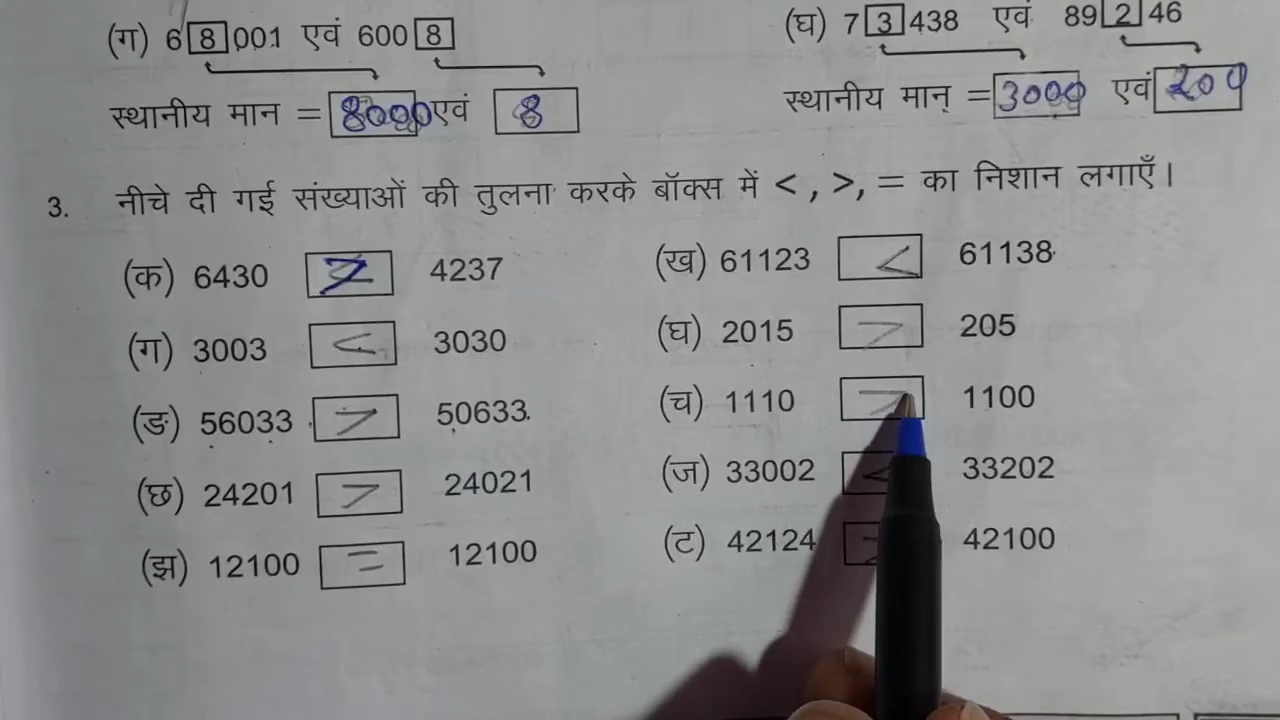 (ग) 6 8 001 एवं 600 8 (घ) 7 3 438 एवं 89 2 46
स्थानीय मान = 8000 एवं 8 स्थानीय मान = 3000 एवं 200
3. नीचे दी गई संख्याओं की तुलना करके बॉक्स में <, >, = का निशान लगाएँ।
(क) 6430 > 4237 (ख) 61123 < 61138
(ग) 3003 < 3030 (घ) 2015 > 205
(ङ) 56033 > 50633 (च) 1110 > 1100
(छ) 24201 > 24021 (ज) 33002 < 33202
(झ) 12100 = 12100 (ट) 42124 42100